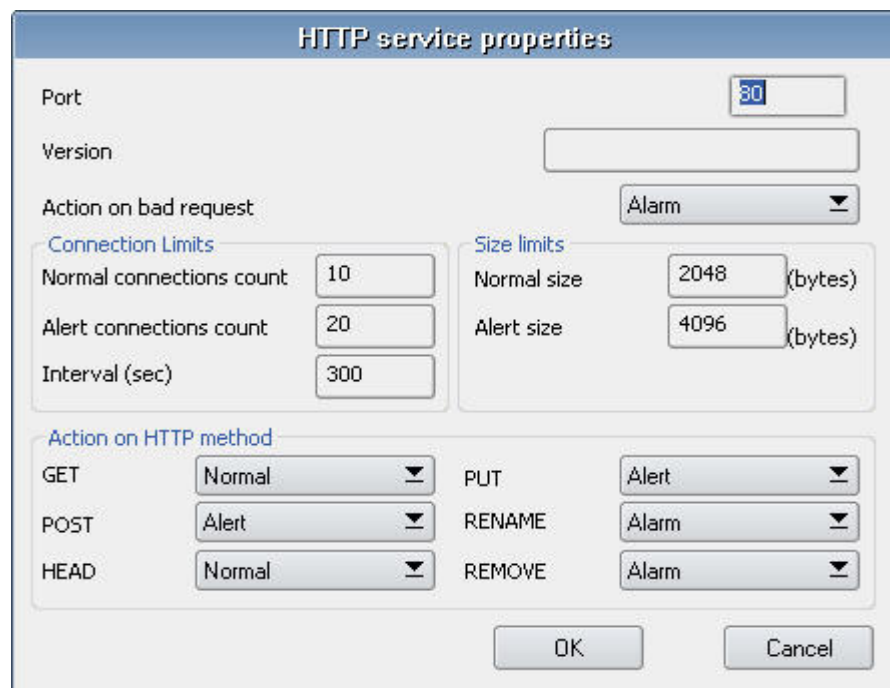 HTTP service properties
Port 80
Version
Action on bad request Alarm
Connection Limits
Normal connections count 10
Alert connections count 20
Interval (sec) 300
Size limits
Normal size 2048 (bytes)
Alert size 4096 (bytes)
Action on HTTP method
GET Normal PUT Alert
POST Alert RENAME Alarm
HEAD Normal REMOVE Alarm
OK Cancel